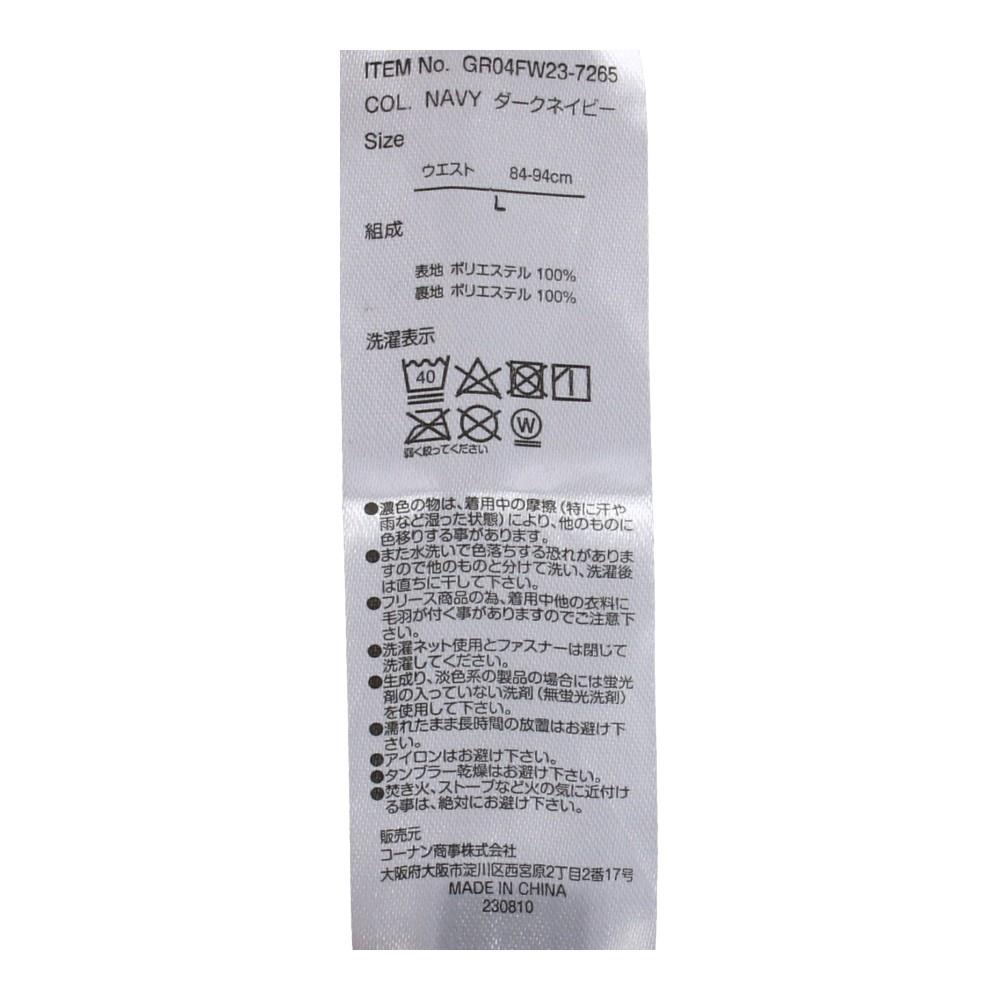 ITEM No. GR04FW23-7265
COL. NAVY ダークネイビー
Size
ウエスト 84-94cm
L
組成
表地 ポリエステル 100%
裏地 ポリエステル 100%
洗濯表示
40
W
弱く絞ってください
●濃色の物は、着用中の摩擦(特に汗や
雨など湿った状態)により、他のものに
色移りする事があります。
●また水洗いで色落ちする恐れがありま
すので他のものと分けて洗い、洗濯後
は直ちに干して下さい。
●フリース商品の為、着用中他の衣料に
毛羽が付く事がありますのでご注意下
さい。
●洗濯ネット使用とファスナーは閉じて
洗濯してください。
●生成り、淡色系の製品の場合には蛍光
剤の入っていない洗剤(無蛍光洗剤)
を使用して下さい。
●濡れたまま長時間の放置はお避け下
さい。
●アイロンはお避け下さい。
●タンブラー乾燥はお避け下さい。
●焚き火、ストーブなど火の気に近付け
る事は、絶対にお避け下さい。
販売元
コーナン商事株式会社
大阪府大阪市淀川区西宮原2丁目2番17号
MADE IN CHINA
230810